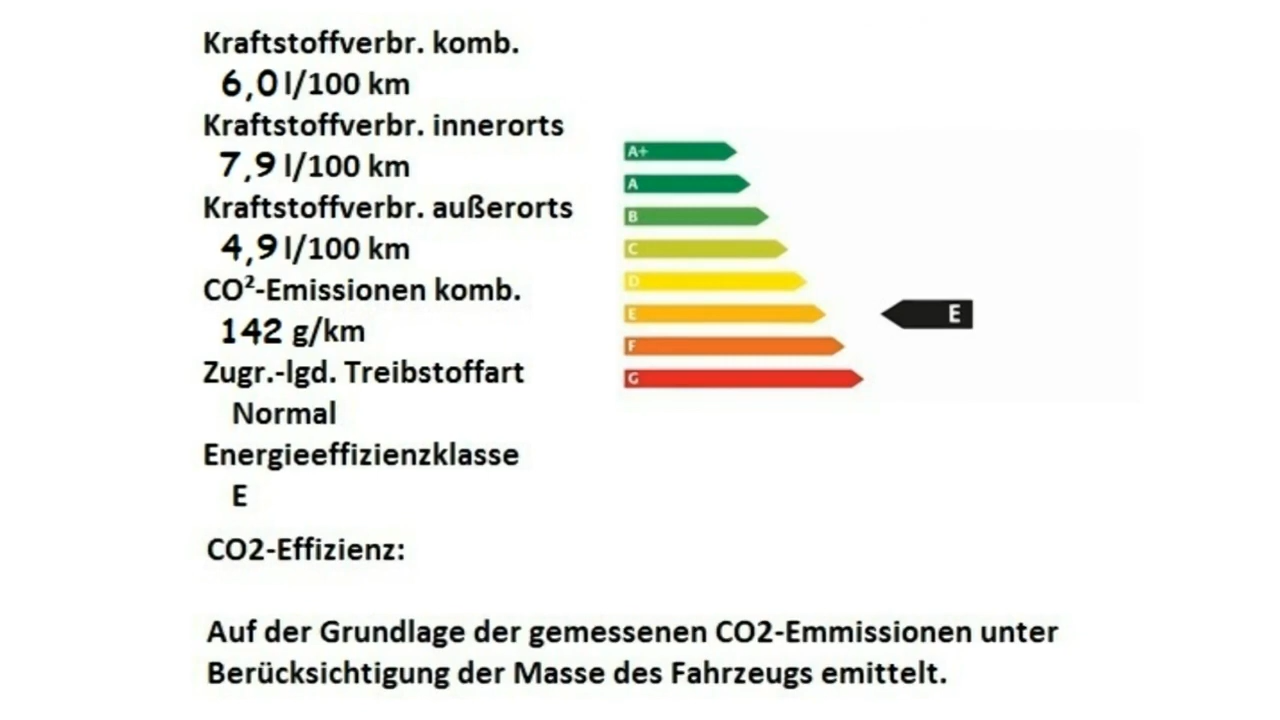 Kraftstoffverbr. komb.
6,0 l/100 km
Kraftstoffverbr. innerorts
7,9 l/100 km
Kraftstoffverbr. außerorts
4,9 l/100 km
CO²-Emissionen komb.
142 g/km
Zugr.-lgd. Treibstoffart
Normal
Energieeffizienzklasse
E
A+
A
B
C
D
E
E
F
G
CO2-Effizienz:
Auf der Grundlage der gemessenen CO2-Emmissionen unter
Berücksichtigung der Masse des Fahrzeugs emittelt.